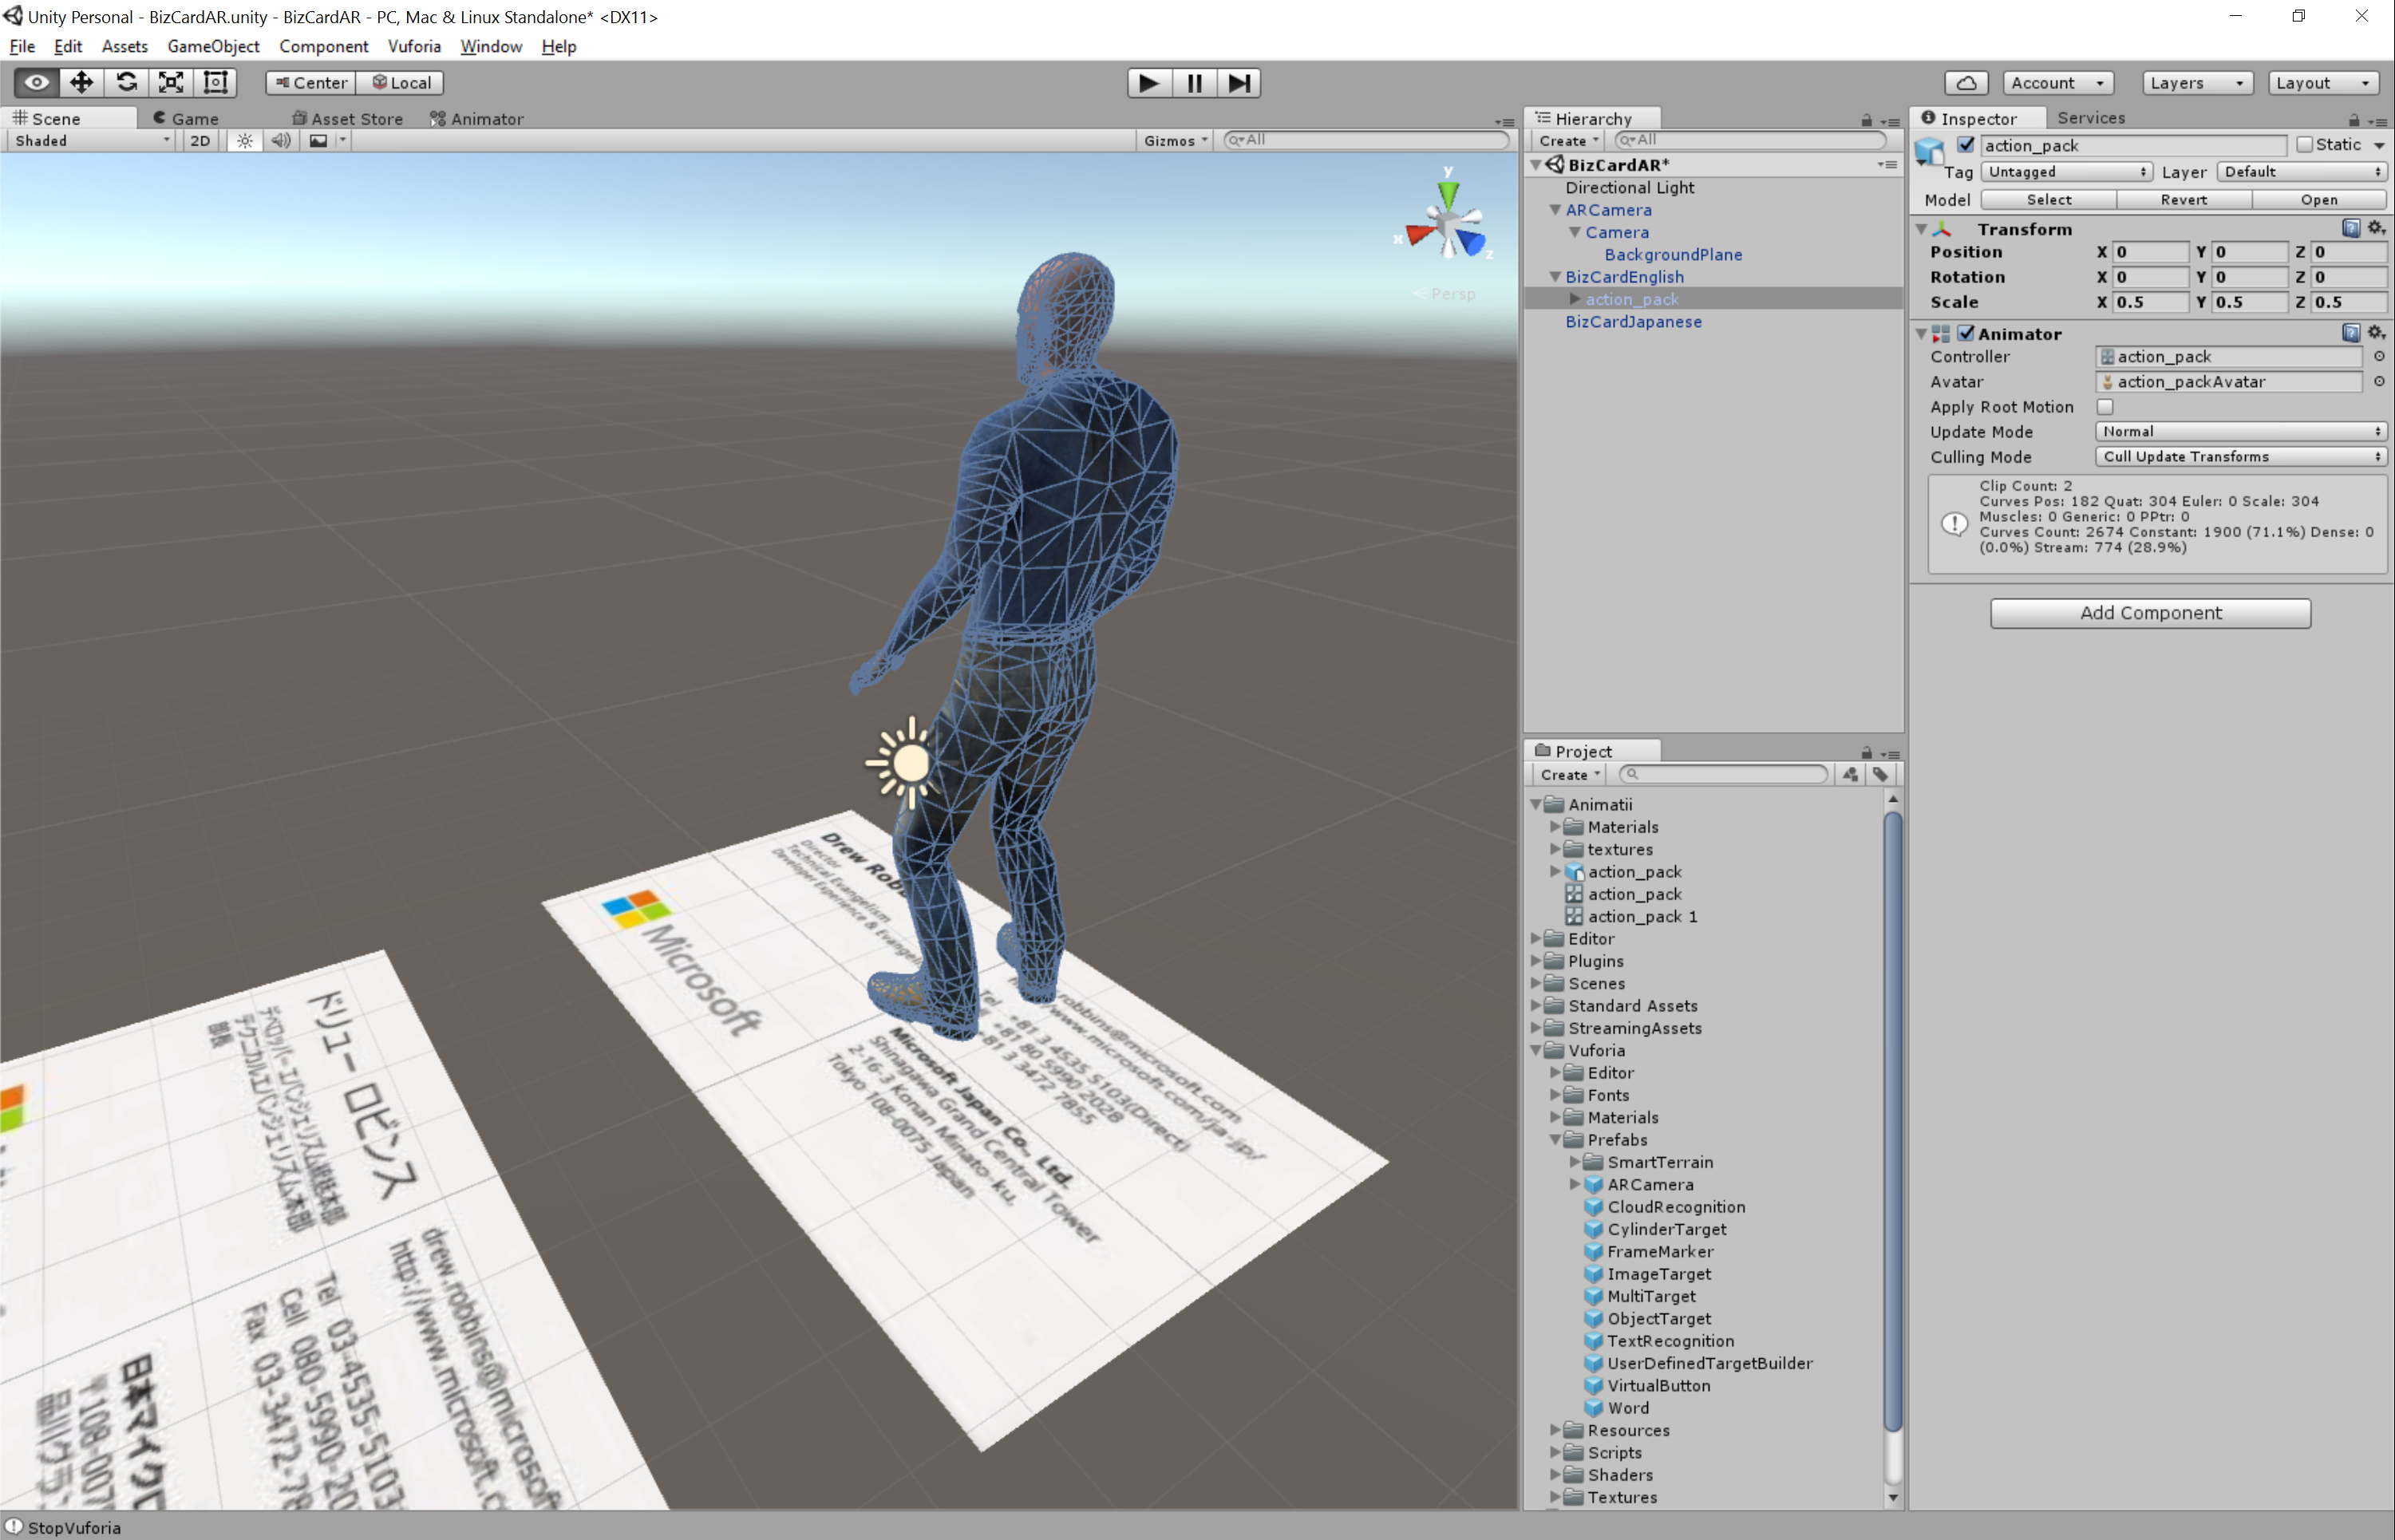 Unity Personal - BizCardAR.unity - BizCardAR - PC, Mac & Linux Standalone* <DX11>
File Edit Assets GameObject Component Vuforia Window Help
Center Local
Account Layers Layout
Scene Game Asset Store Animator
Shaded 2D Gizmos All
y
x
z
Persp
Drew
Director
Technical Evangelism
Microsoft
robins@microsoft.com
www.microsoft.com/ja-jp/
Tel +81 3 4535 5103(Direct)
+81 80 5990 2028
+81 3 3472 7855
Microsoft Japan Co., Ltd.
Shinagawa Grand Central Tower
2-16-3 Konan Minato-ku,
Tokyo 108-0075 Japan
ドリュー ロビンス
デベロッパー エバンジェリズム統括本部
テクニカルエバンジェリズム本部
部長
drew.robins@microsoft
http://www.microsoft.c
Tel 03-4535-5103
Cell 080-5990-20
Fax 03-3472-78
日本マイクロ
〒108-007
品川グラン
Hierarchy
Create All
BizCardAR*
Directional Light
ARCamera
Camera
BackgroundPlane
BizCardEnglish
action_pack
BizCardJapanese
Project
Create
Animatii
Materials
textures
action_pack
action_pack
action_pack 1
Editor
Plugins
Scenes
Standard Assets
StreamingAssets
Vuforia
Editor
Fonts
Materials
Prefabs
SmartTerrain
ARCamera
CloudRecognition
CylinderTarget
FrameMarker
ImageTarget
MultiTarget
ObjectTarget
TextRecognition
UserDefinedTargetBuilder
VirtualButton
Word
Resources
Scripts
Shaders
Textures
Inspector Services
action_pack Static
Tag Untagged Layer Default
Model Select Revert Open
Transform
Position X 0 Y 0 Z 0
Rotation X 0 Y 0 Z 0
Scale X 0.5 Y 0.5 Z 0.5
Animator
Controller action_pack
Avatar action_packAvatar
Apply Root Motion
Update Mode Normal
Culling Mode Cull Update Transforms
Clip Count: 2
Curves Pos: 182 Quat: 304 Euler: 0 Scale: 304
Muscles: 0 Generic: 0 PPtr: 0
Curves Count: 2674 Constant: 1900 (71.1%) Dense: 0
(0.0%) Stream: 774 (28.9%)
Add Component
StopVuforia